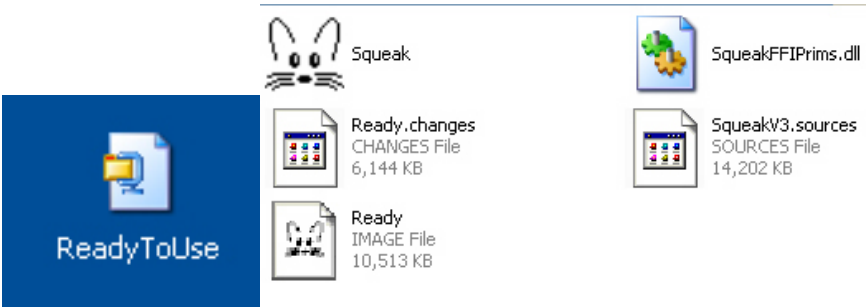 Squeak
SqueakFFIPrims.dll
Ready.changes
CHANGES File
6,144 KB
SqueakV3.sources
SOURCES File
14,202 KB
Ready
IMAGE File
10,513 KB
ReadyToUse